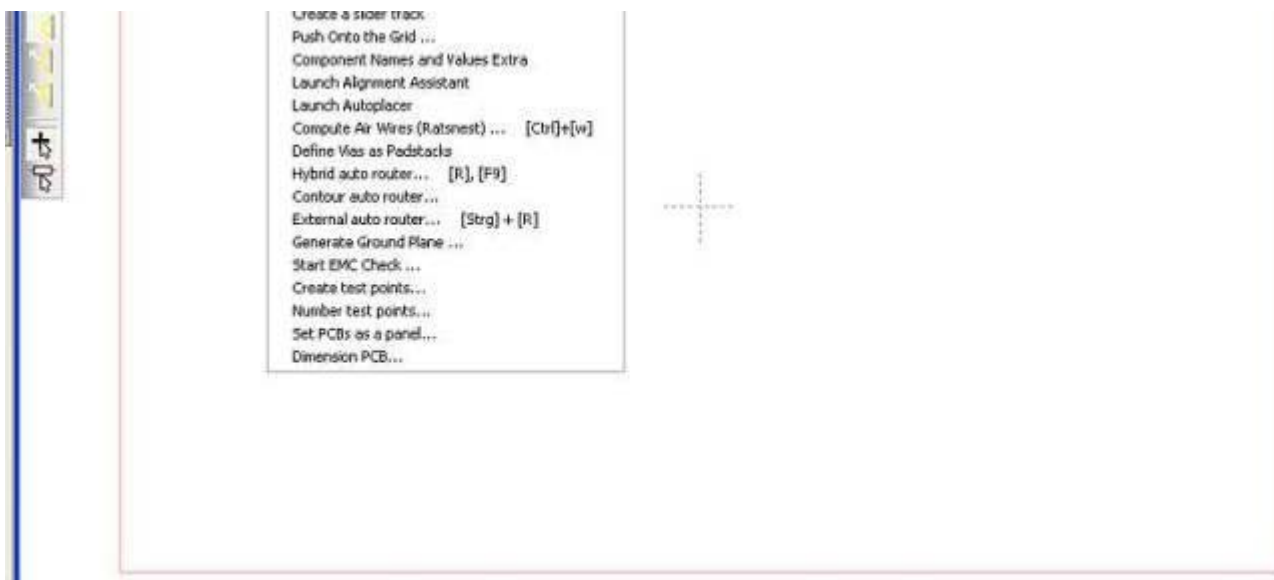 Create a slider track
Push Onto the Grid ...
Component Names and Values Extra
Launch Alignment Assistant
Launch Autoplacer
Compute Air Wires (Ratsnest) ... [Ctrl]+[w]
Define Vias as Padstacks
Hybrid auto router... [R], [F9]
Contour auto router...
External auto router... [Strg] + [R]
Generate Ground Plane ...
Start EMC Check ...
Create test points...
Number test points...
Set PCBs as a panel...
Dimension PCB...